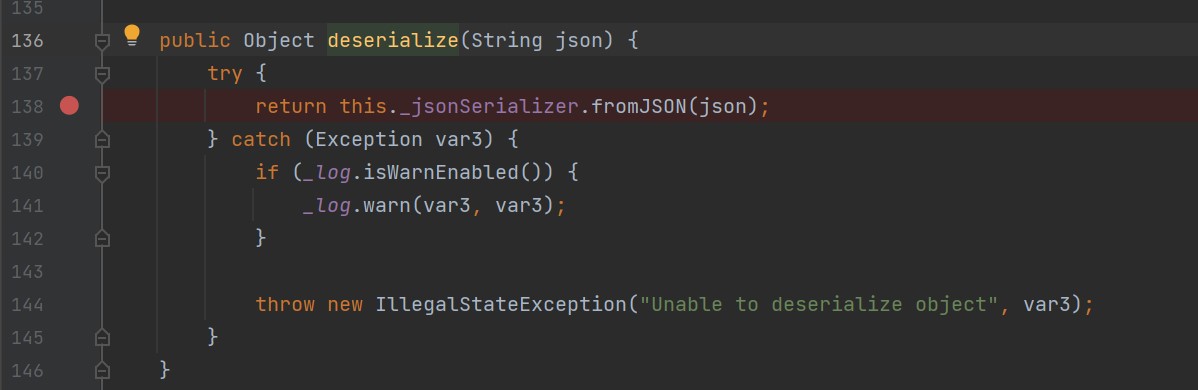 135
136 public Object deserialize(String json) {
137 try {
138 return this._jsonSerializer.fromJSON(json);
139 } catch (Exception var3) {
140 if (_log.isWarnEnabled()) {
141 _log.warn(var3, var3);
142 }
143
144 throw new IllegalStateException("Unable to deserialize object", var3);
145 }
146 }